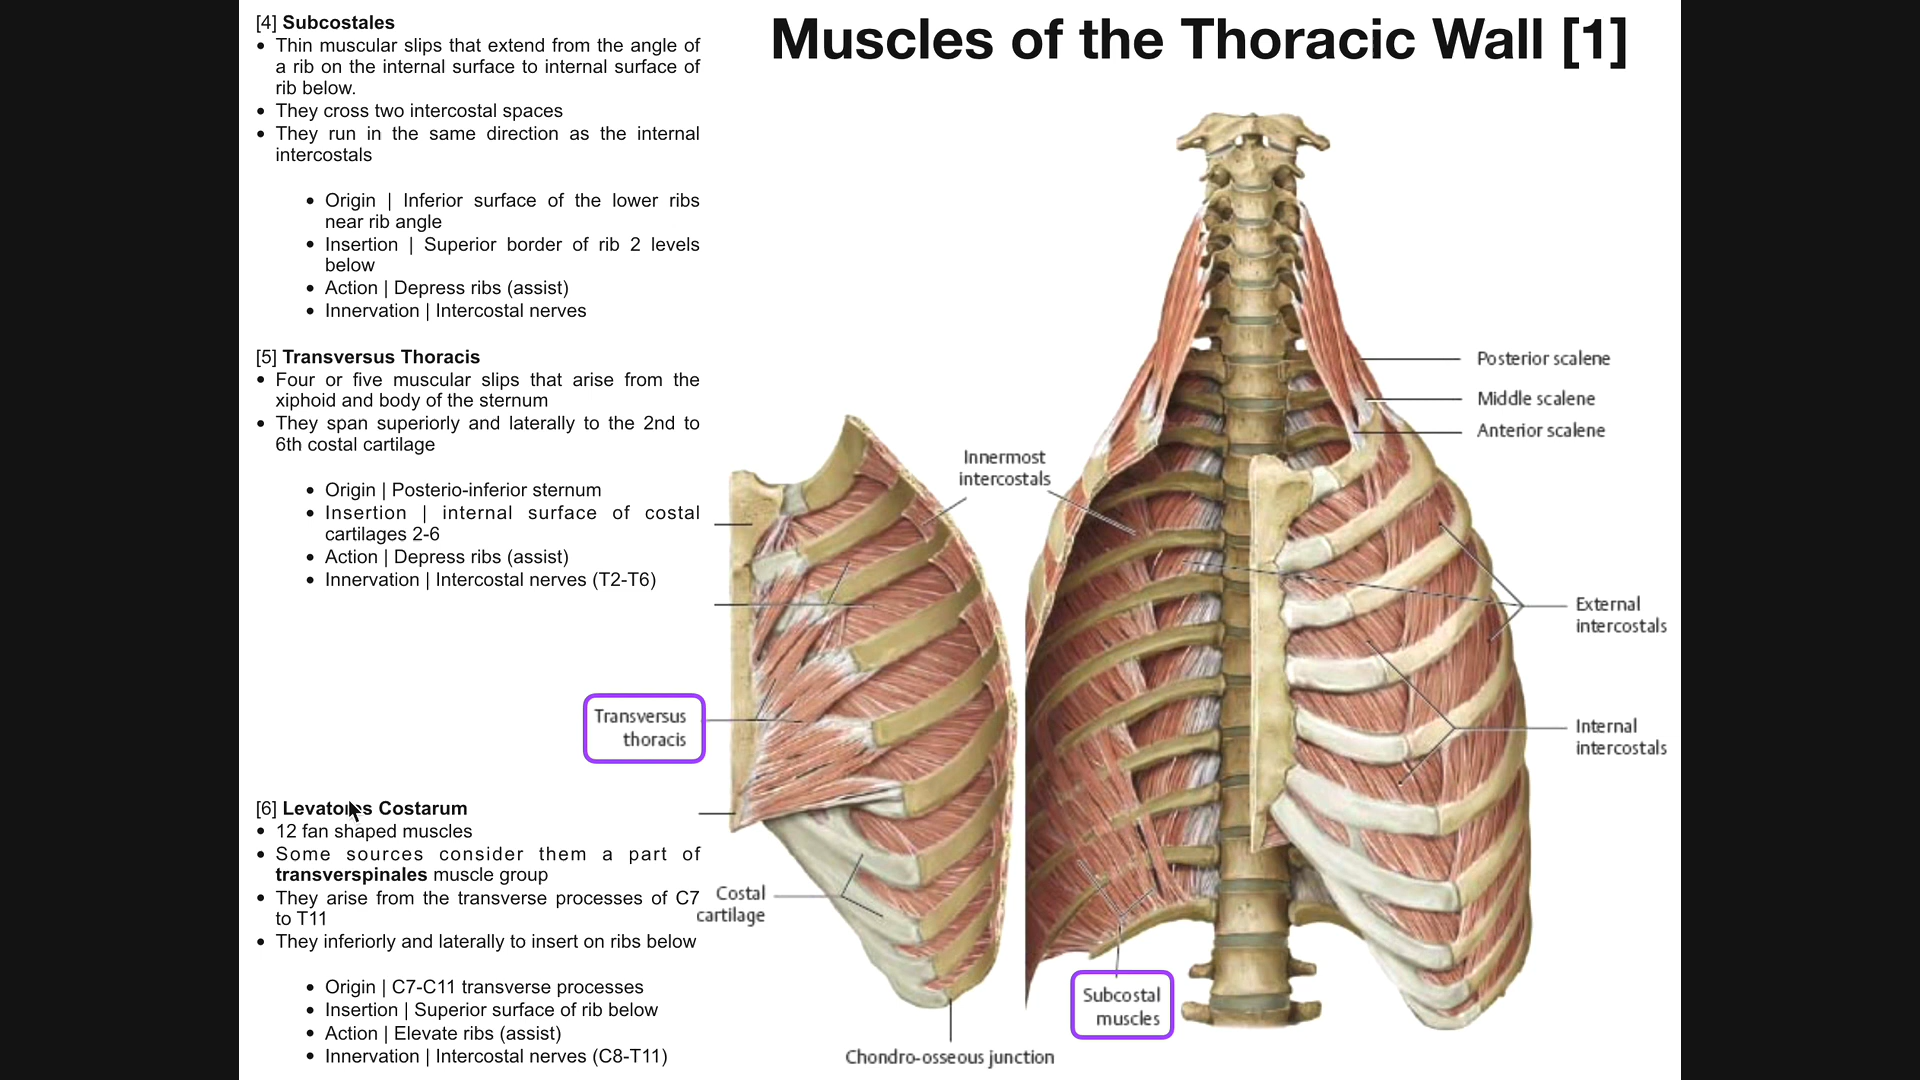 [4] Subcostales
• Thin muscular slips that extend from the angle of
a rib on the internal surface to internal surface of
rib below.
• They cross two intercostal spaces
• They run in the same direction as the internal
intercostals
• Origin | Inferior surface of the lower ribs
near rib angle
• Insertion | Superior border of rib 2 levels
below
• Action | Depress ribs (assist)
• Innervation | Intercostal nerves
[5] Transversus Thoracis
• Four or five muscular slips that arise from the
xiphoid and body of the sternum
• They span superiorly and laterally to the 2nd to
6th costal cartilage
• Origin | Posterio-inferior sternum
• Insertion | internal surface of costal
cartilages 2-6
• Action | Depress ribs (assist)
• Innervation | Intercostal nerves (T2-T6)
[6] Levatores Costarum
• 12 fan shaped muscles
• Some sources consider them a part of
transverspinales muscle group
• They arise from the transverse processes of C7
to T11
• They inferiorly and laterally to insert on ribs below
• Origin | C7-C11 transverse processes
• Insertion | Superior surface of rib below
• Action | Elevate ribs (assist)
• Innervation | Intercostal nerves (C8-T11)
Muscles of the Thoracic Wall [1]
Posterior scalene
Middle scalene
Anterior scalene
Innermost
intercostals
External
intercostals
Transversus
thoracis
Internal
intercostals
Costal
cartilage
Subcostal
muscles
Chondro-osseous junction